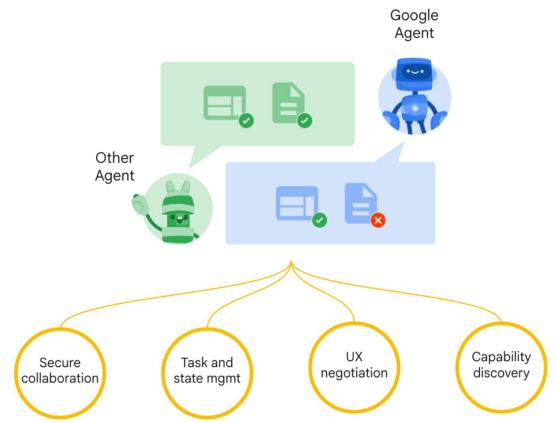 Google
Agent
Other
Agent
Secure
collaboration
Task and
state mgmt
UX
negotiation
Capability
discovery